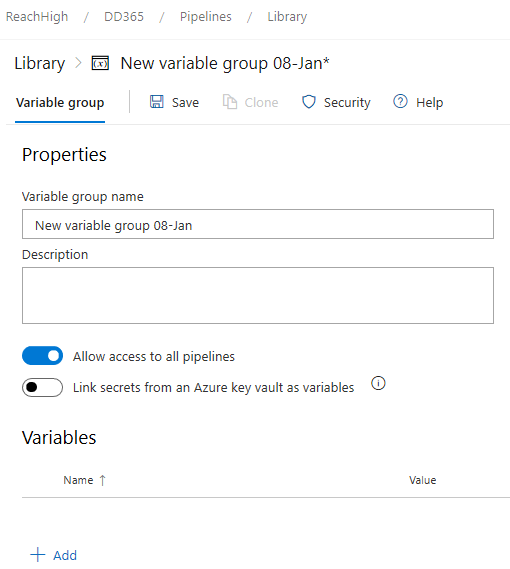 ReachHigh / DD365 / Pipelines / Library
Library > (x) New variable group 08-Jan*
Variable group Save Clone Security ? Help
Properties
Variable group name
New variable group 08-Jan
Description
Allow access to all pipelines
Link secrets from an Azure key vault as variables i
Variables
Name ↑ Value
+ Add